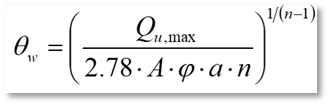 θ_w = (Q_{u,max} / (2.78 · A · φ · a · n))^{1/(n−1)}